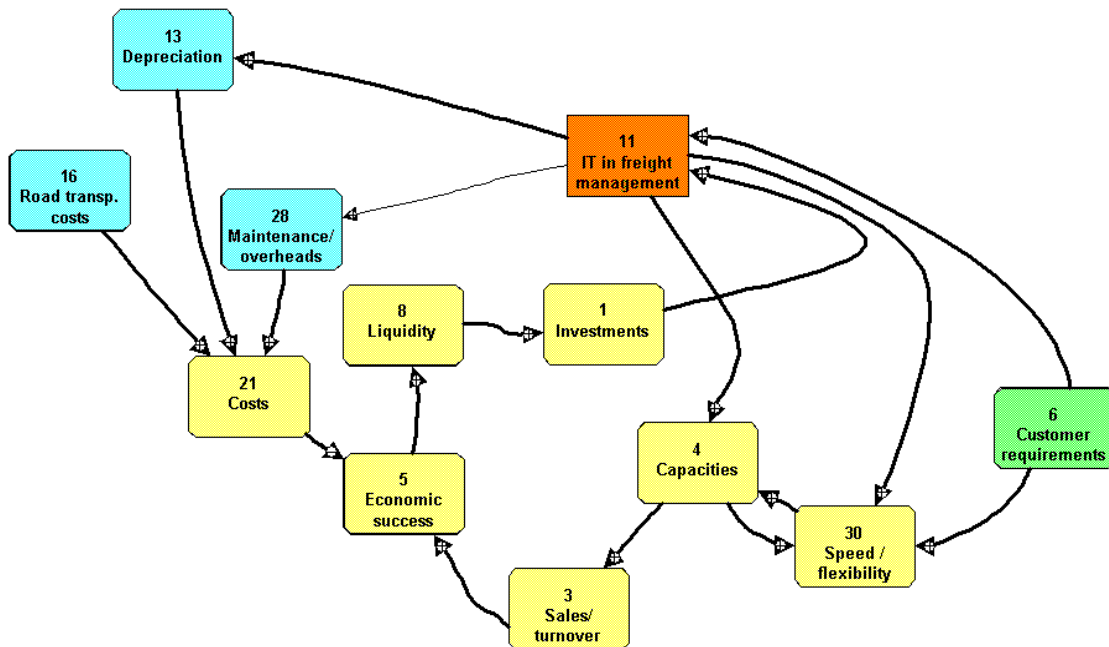 13
Depreciation
11
IT in freight
management
16
Road transp.
costs
28
Maintenance/
overheads
8
Liquidity
1
Investments
21
Costs
6
Customer
requirements
4
Capacities
5
Economic
success
30
Speed /
flexibility
3
Sales/
turnover